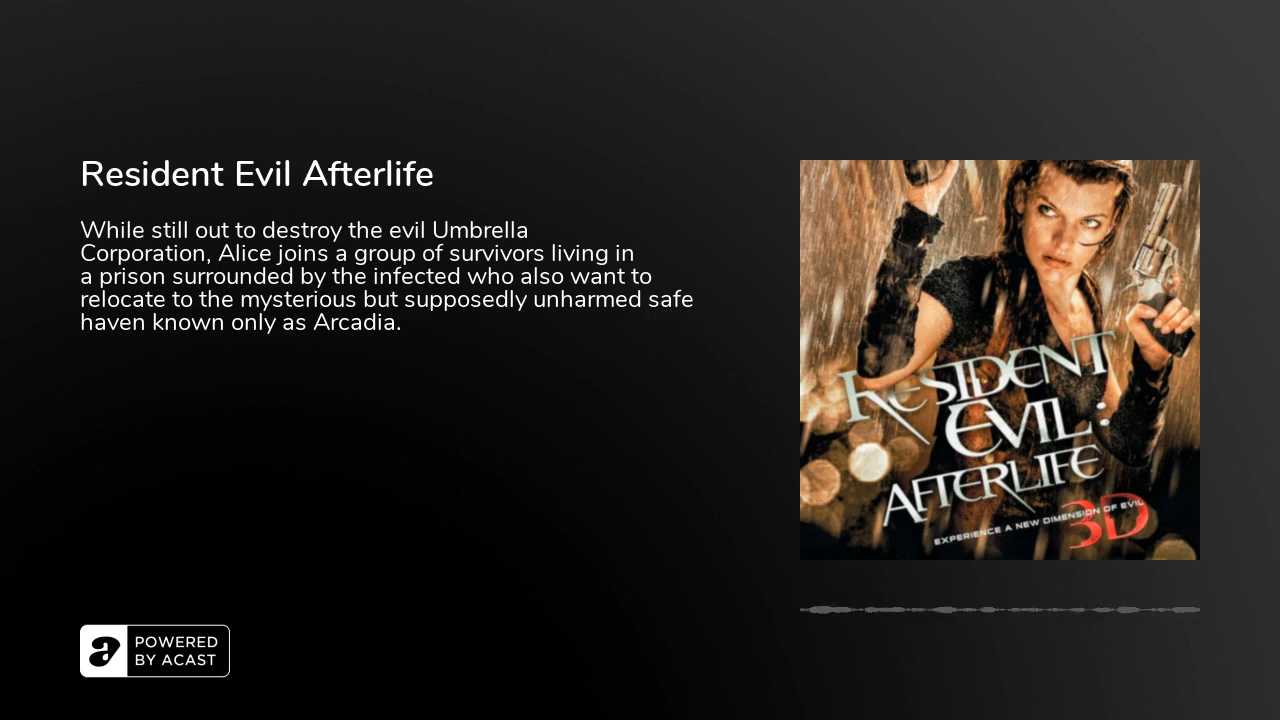 Resident Evil Afterlife
While still out to destroy the evil Umbrella
Corporation, Alice joins a group of survivors living in
a prison surrounded by the infected who also want to
relocate to the mysterious but supposedly unharmed safe
haven known only as Arcadia.
RESIDENT
EVIL:
AFTERLIFE
EXPERIENCE A NEW DIMENSION OF EVIL
3D
POWERED
BY ACAST